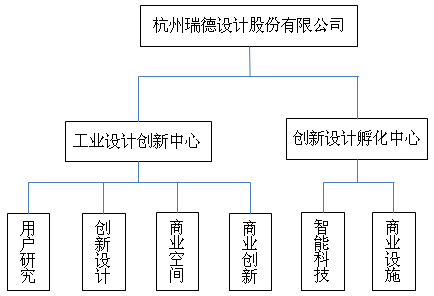 杭州瑞德设计股份有限公司
工业设计创新中心
创新设计孵化中心
用户研究
创新设计
商业空间
商业创新
智能科技
商业设施